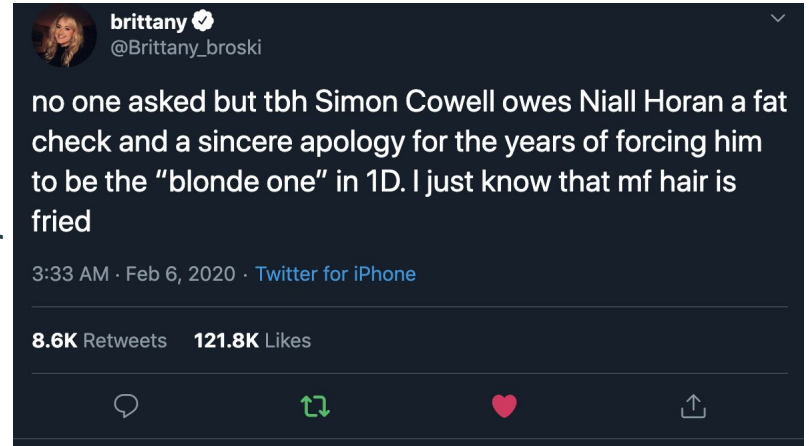 brittany
@Brittany_broski
no one asked but tbh Simon Cowell owes Niall Horan a fat
check and a sincere apology for the years of forcing him
to be the “blonde one” in 1D. I just know that mf hair is
fried
3:33 AM · Feb 6, 2020 · Twitter for iPhone
8.6K Retweets 121.8K Likes